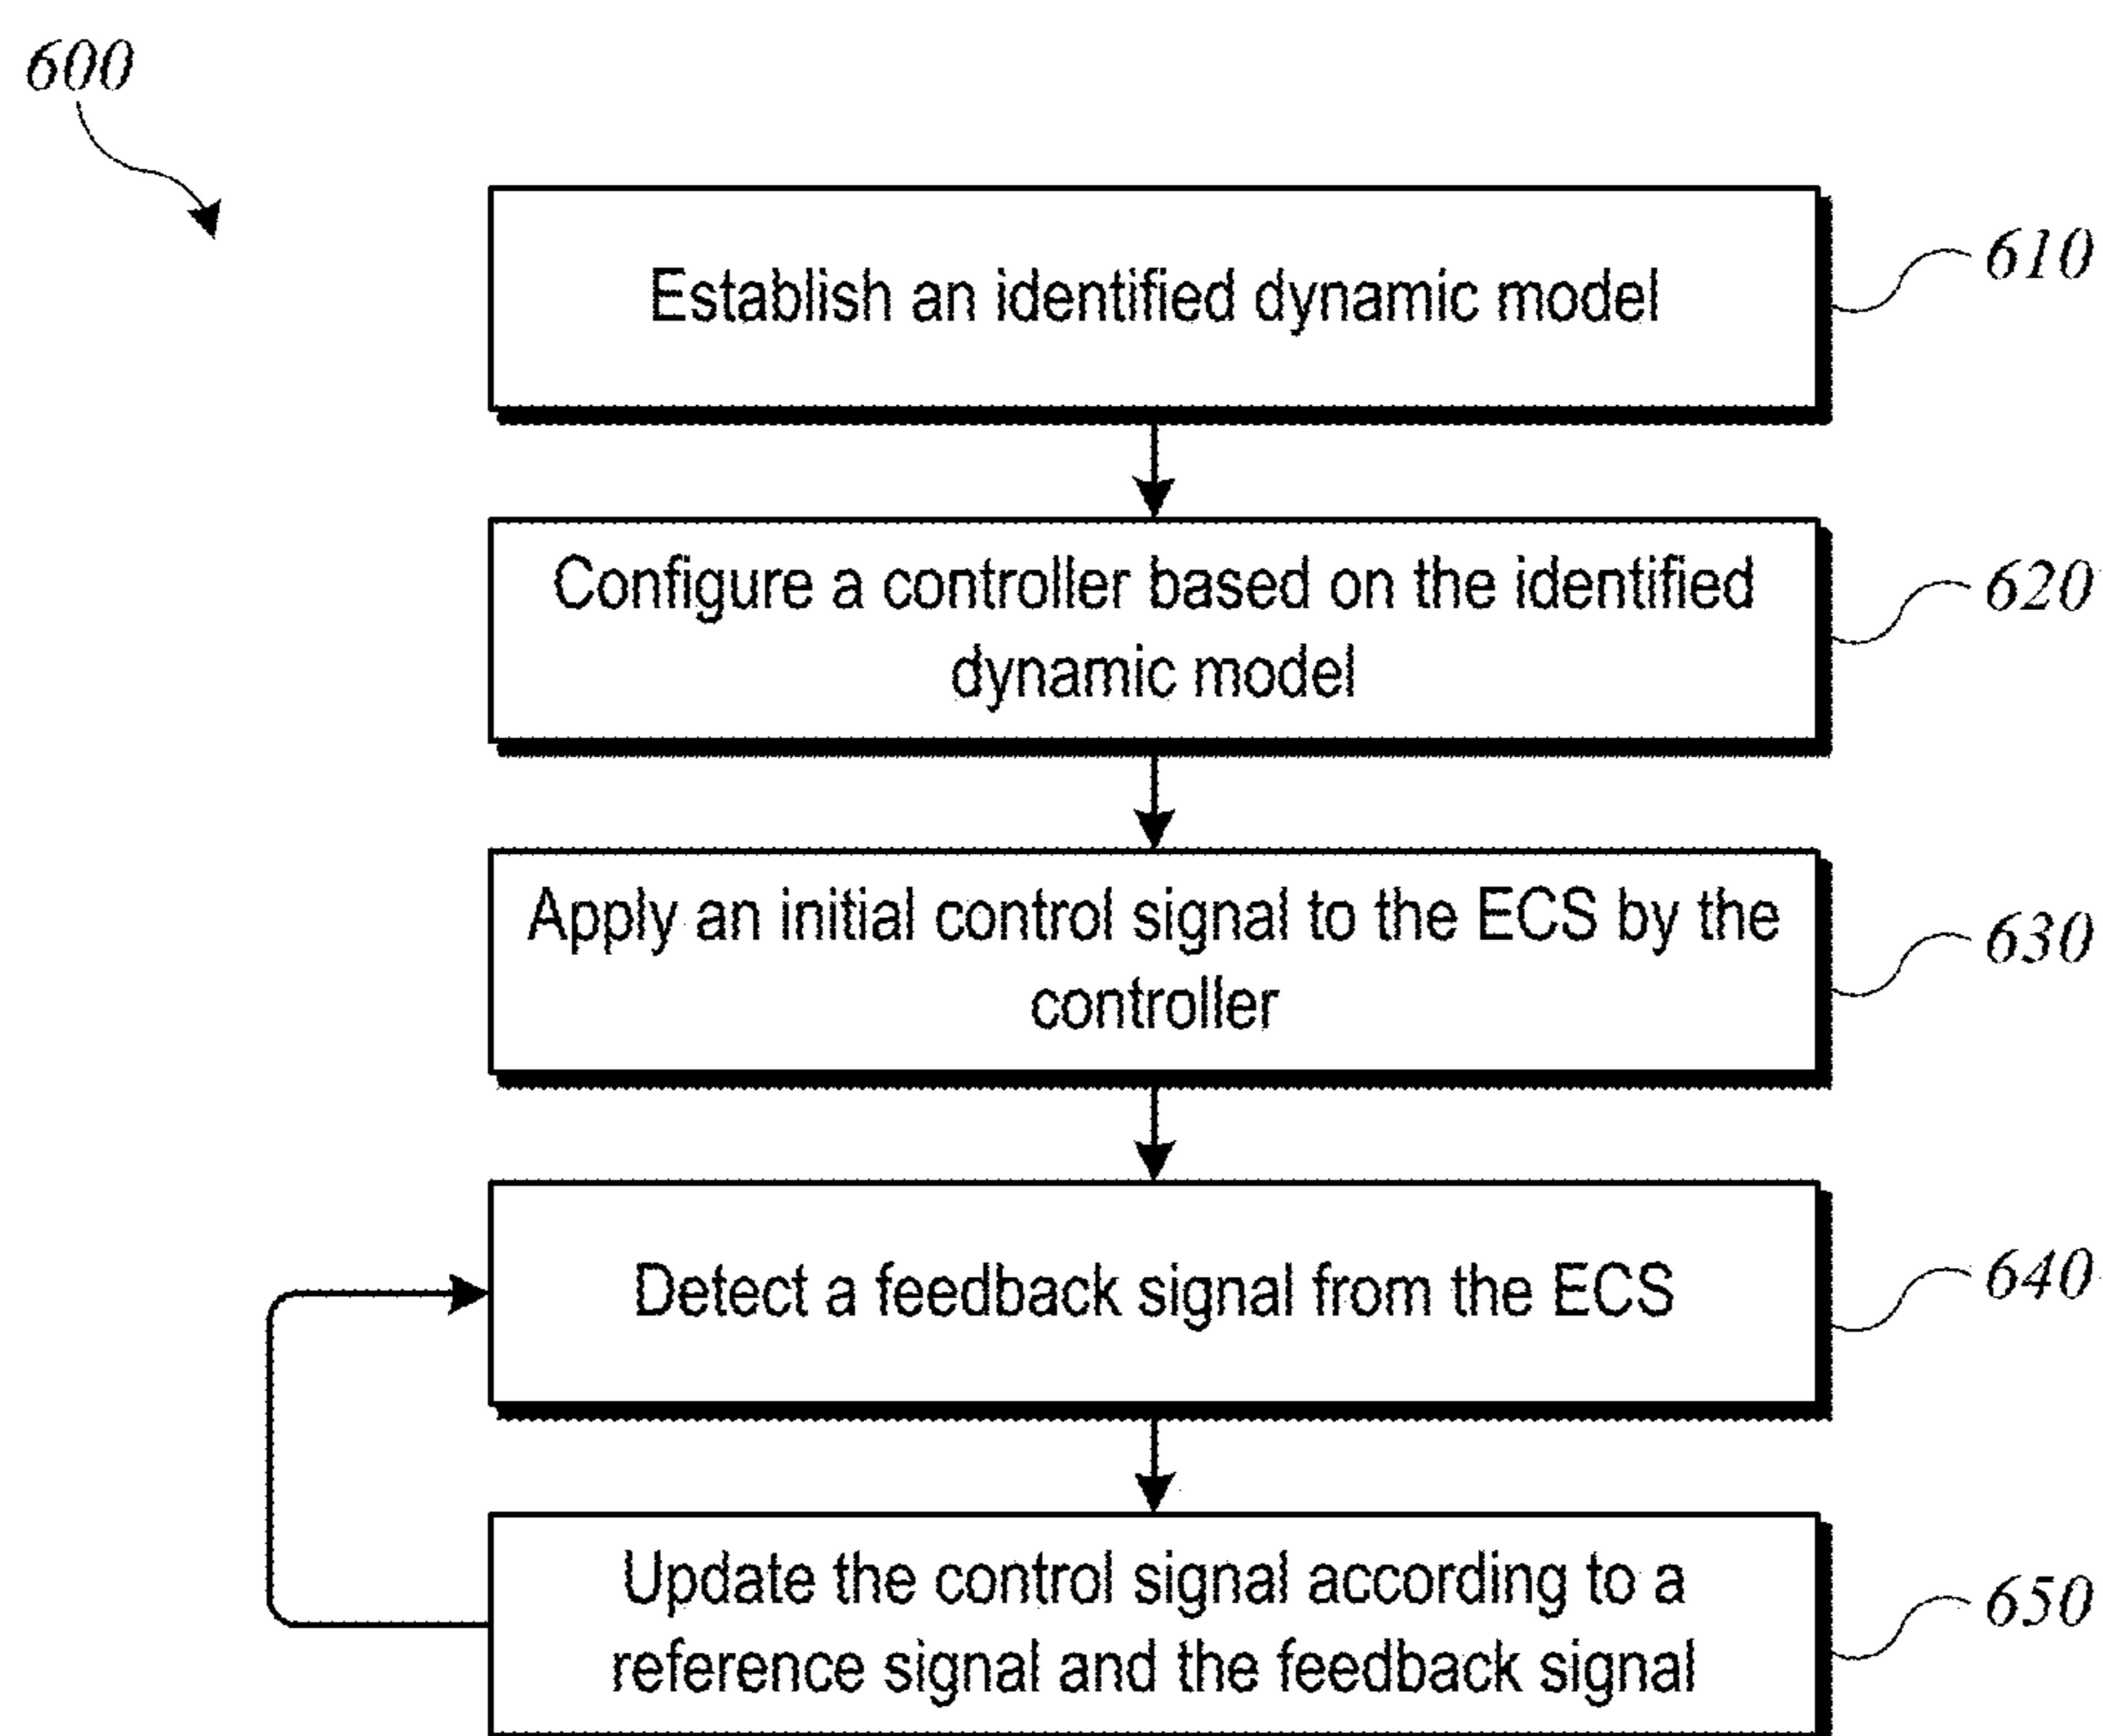 600
Establish an identified dynamic model
610
Configure a controller based on the identified
dynamic model
620
Apply an initial control signal to the ECS by the
controller
630
Detect a feedback signal from the ECS
640
Update the control signal according to a
reference signal and the feedback signal
650